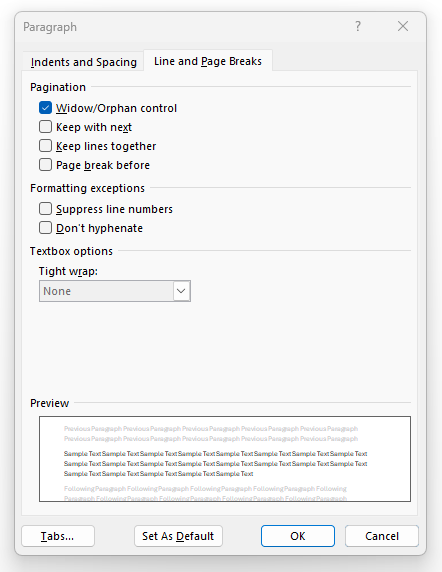 Paragraph
Indents and Spacing
Line and Page Breaks
Pagination
Widow/Orphan control
Keep with next
Keep lines together
Page break before
Formatting exceptions
Suppress line numbers
Don't hyphenate
Textbox options
Tight wrap:
None
Preview
Previous Paragraph Previous Paragraph Previous Paragraph Previous Paragraph Previous Paragraph
Previous Paragraph Previous Paragraph Previous Paragraph Previous Paragraph Previous Paragraph
Sample Text Sample Text Sample Text Sample Text Sample Text Sample Text Sample Text Sample Text
Sample Text Sample Text Sample Text Sample Text Sample Text Sample Text Sample Text Sample Text
Sample Text Sample Text Sample Text Sample Text Sample Text
Following Paragraph Following Paragraph Following Paragraph Following Paragraph Following
Paragraph Following Paragraph Following Paragraph Following Paragraph Following Paragraph
Tabs...
Set As Default
OK
Cancel